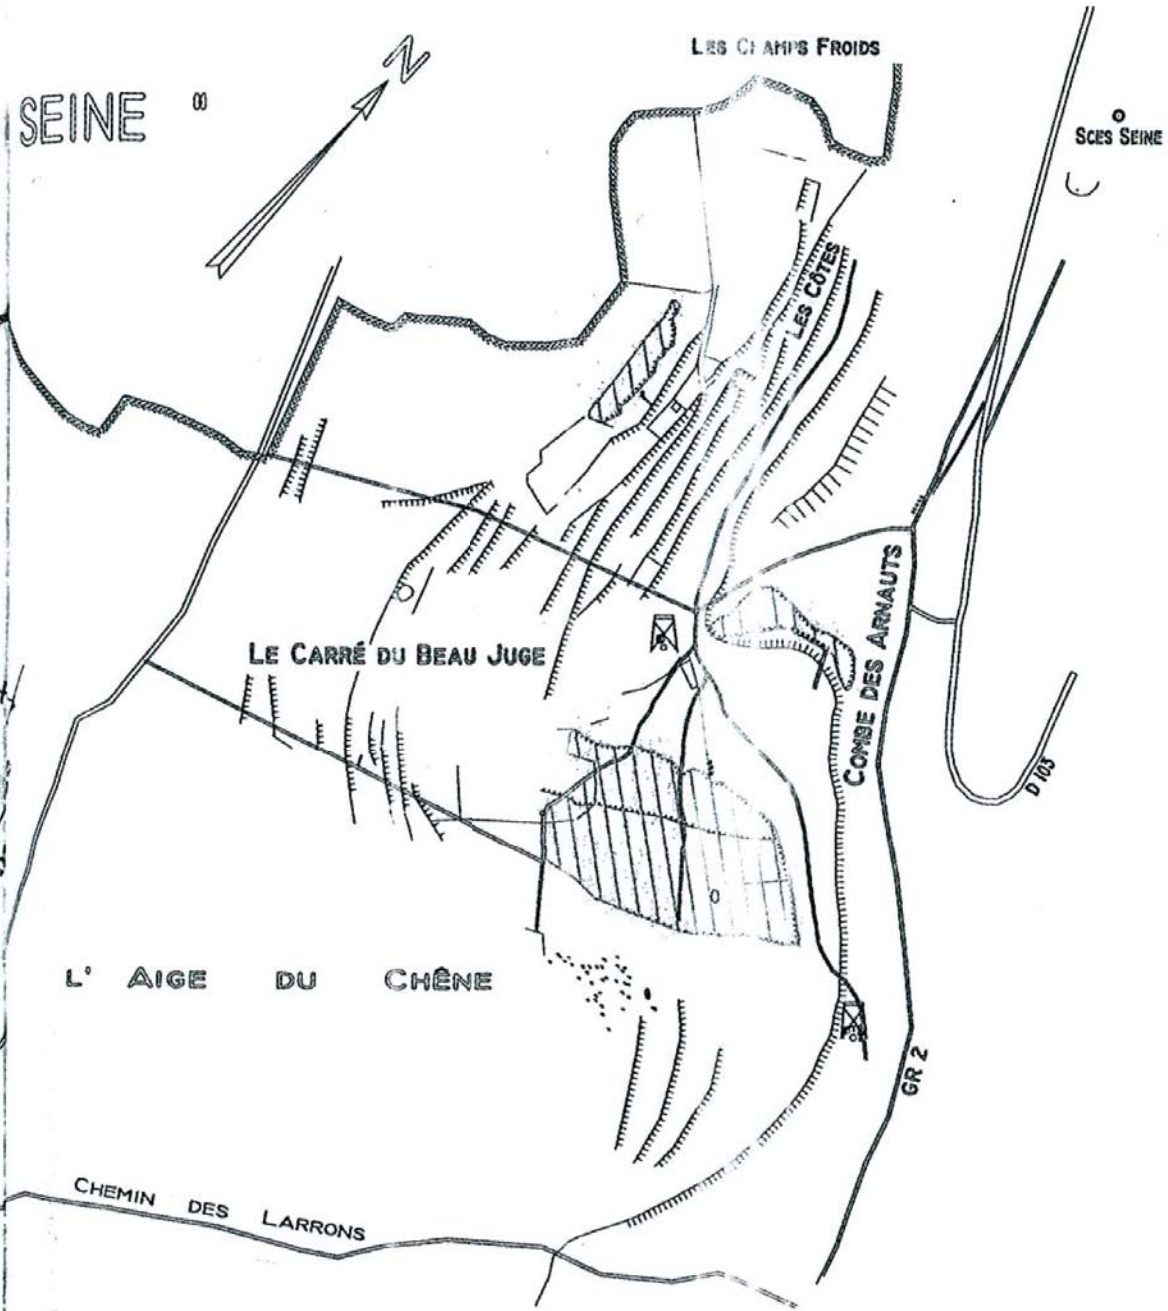 LES CHAMPS FROIDS
N
SEINE "
SCES SEINE
LES CÔTES
LE CARRÉ DU BEAU JUGE
COMBE DES ARNAUTS
D 103
L' AIGE DU CHÊNE
GR 2
CHEMIN DES LARRONS